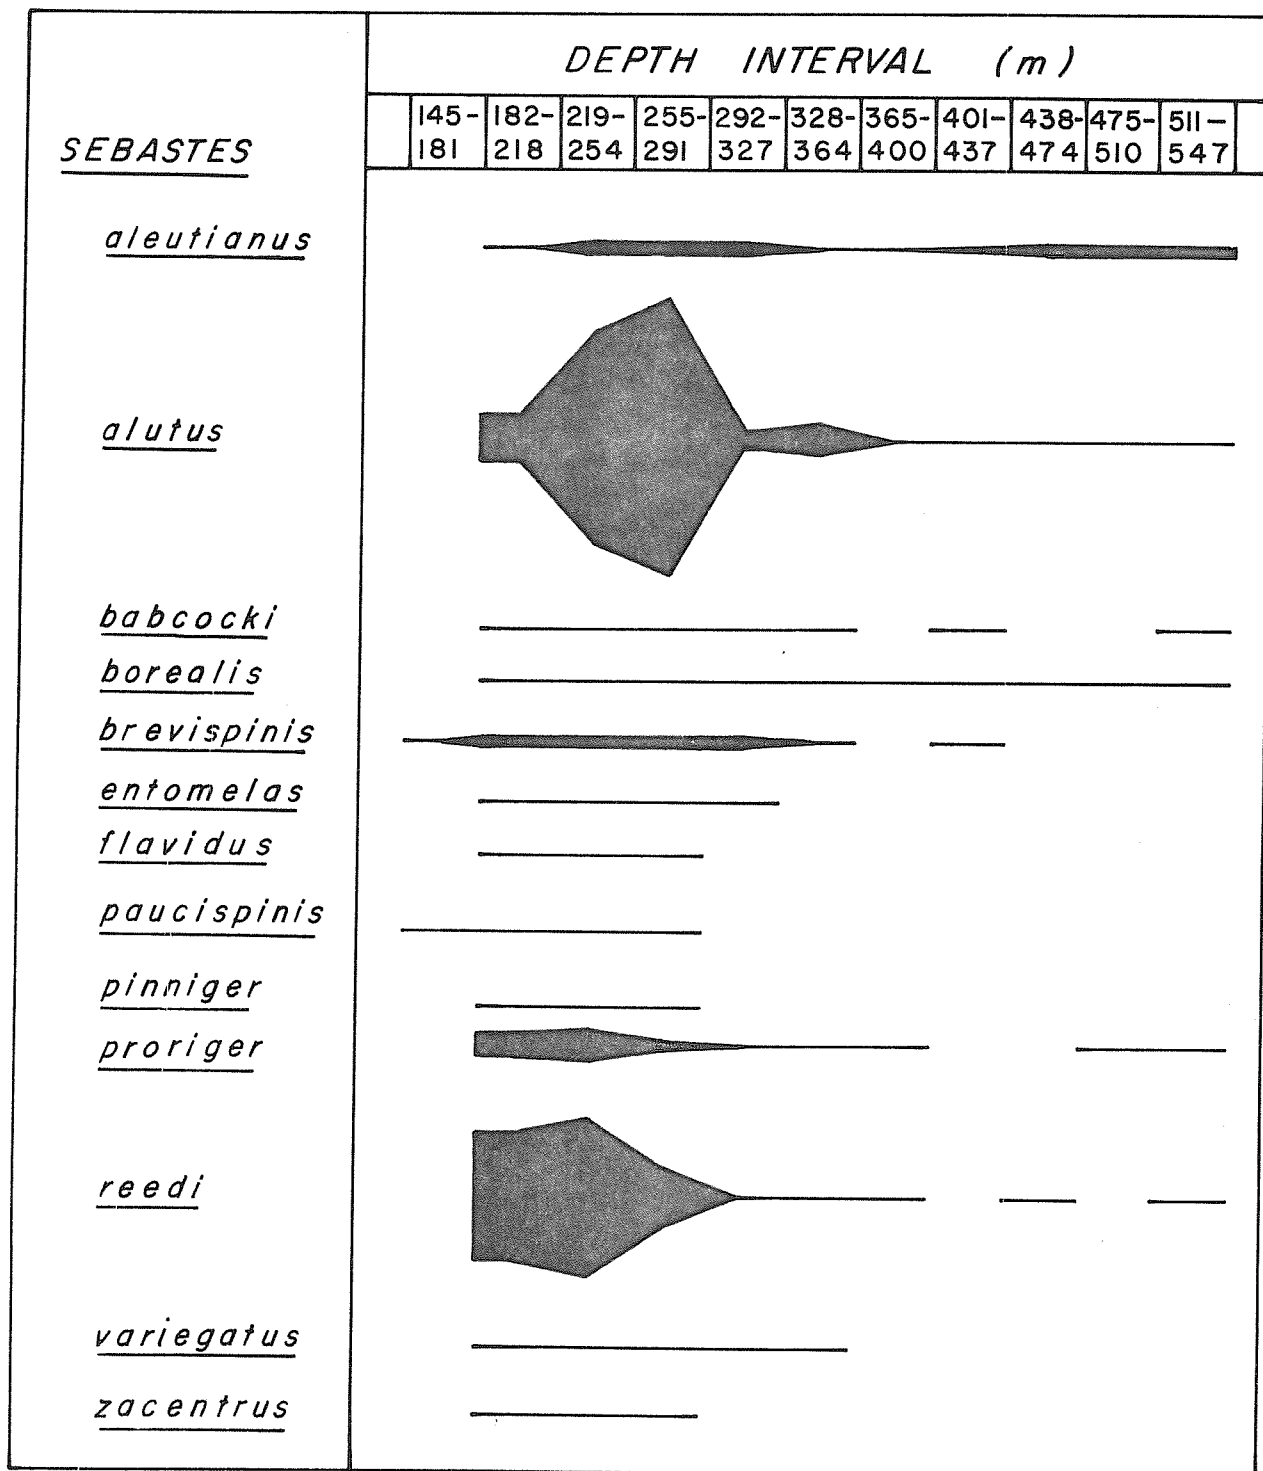 DEPTH INTERVAL (m)
145-181 182-218 219-254 255-291 292-327 328-364 365-400 401-437 438-474 475-510 511-547
SEBASTES
aleutianus
alutus
babcocki
borealis
brevispinis
entomelas
flavidus
paucispinis
pinniger
proriger
reedi
variegatus
zacentrus